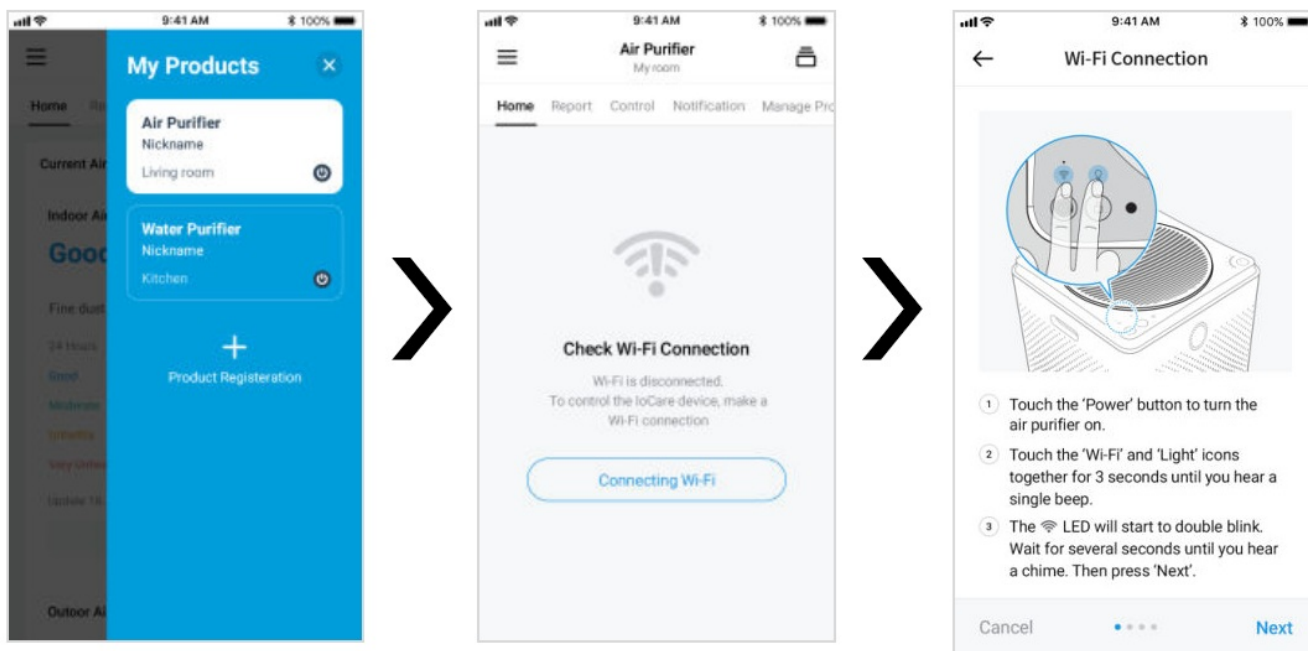 9:41 AM
100%
My Products
Home
Current Air
Indoor Ai
Good
Fine dust
24 Hours
Good
Moderate
Update
Outoor Ai
Air Purifier
Nickname
Living room
Water Purifier
Nickname
Kitchen
Product Registeration
9:41 AM
100%
Air Purifier
My room
Home Report Control Notification Manage Pro
Check Wi-Fi Connection
Wi-Fi is disconnected.
To control the IoCare device, make a
Wi-Fi connection
Connecting Wi-Fi
9:41 AM
100%
Wi-Fi Connection
1 Touch the ‘Power’ button to turn the
air purifier on.
2 Touch the ‘Wi-Fi’ and ‘Light’ icons
together for 3 seconds until you hear a
single beep.
3 The LED will start to double blink.
Wait for several seconds until you hear
a chime. Then press ‘Next’.
Cancel
Next